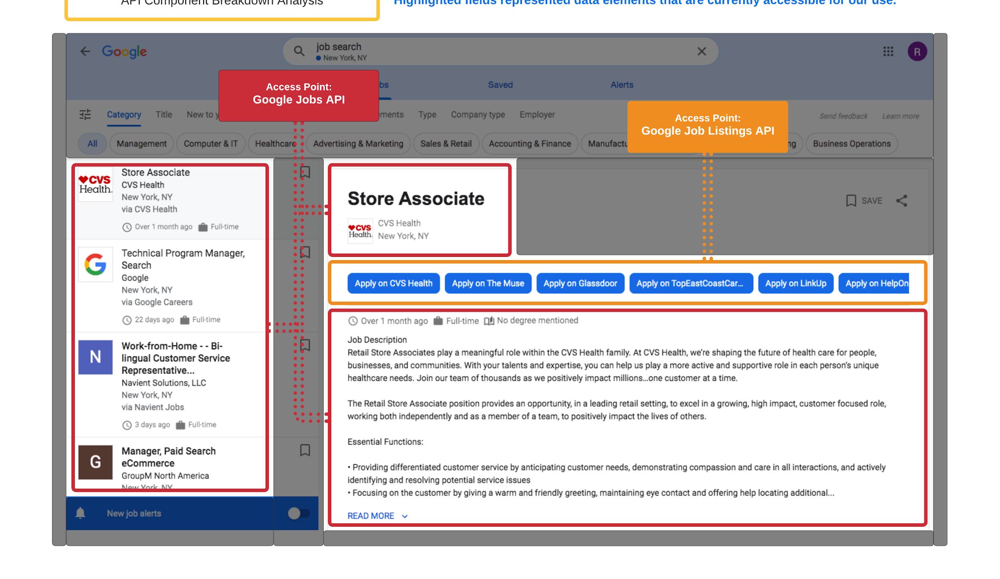 API Component Breakdown Analysis
Highlighted fields represented data elements that are currently accessible for our use.
Google
job search
New York, NY
R
bs
Saved
Alerts
Access Point:
Google Jobs API
Category
Title
New to y
ments
Type
Company type
Employer
Send feedback
Learn more
Access Point:
Google Job Listings API
All
Management
Computer & IT
Healthcare
Advertising & Marketing
Sales & Retail
Accounting & Finance
Manufactu
ng
Business Operations
CVS
Health.
Store Associate
CVS Health
New York, NY
via CVS Health
Over 1 month ago
Full-time
G
Technical Program Manager,
Search
Google
New York, NY
via Google Careers
22 days ago
Full-time
N
Work-from-Home - - Bi-
lingual Customer Service
Representative...
Navient Solutions, LLC
New York, NY
via Navient Jobs
3 days ago
Full-time
G
Manager, Paid Search
eCommerce
GroupM North America
New York, NY
New job alerts
Store Associate
SAVE
CVS
Health.
CVS Health
New York, NY
Apply on CVS Health
Apply on The Muse
Apply on Glassdoor
Apply on TopEastCoastCar...
Apply on LinkUp
Apply on HelpOn
Over 1 month ago
Full-time
No degree mentioned
Job Description
Retail Store Associates play a meaningful role within the CVS Health family. At CVS Health, we’re shaping the future of health care for people,
businesses, and communities. With your talents and expertise, you can help us play a more active and supportive role in each person’s unique
healthcare needs. Join our team of thousands as we positively impact millions…one customer at a time.
The Retail Store Associate position provides an opportunity, in a leading retail setting, to excel in a growing, high impact, customer focused role,
working both independently and as a member of a team, to positively impact the lives of others.
Essential Functions:
• Providing differentiated customer service by anticipating customer needs, demonstrating compassion and care in all interactions, and actively
identifying and resolving potential service issues
• Focusing on the customer by giving a warm and friendly greeting, maintaining eye contact and offering help locating additional...
READ MORE